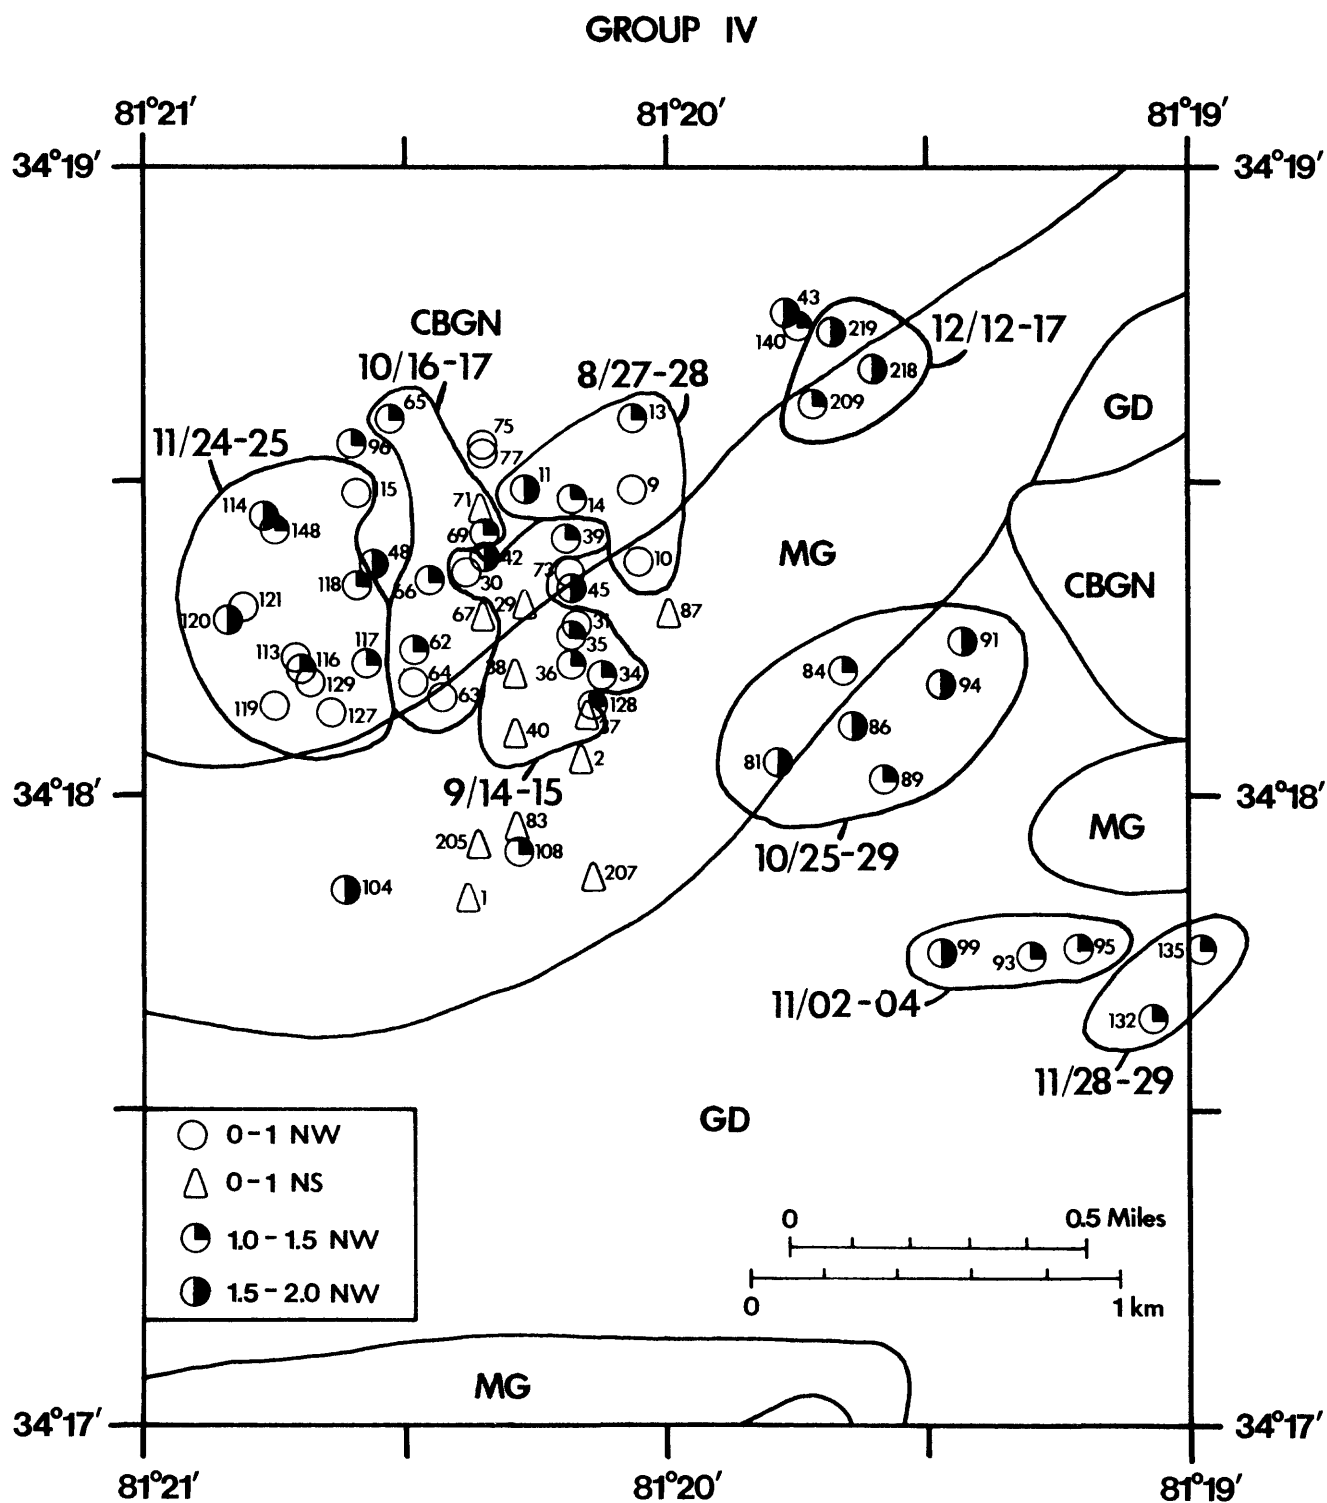 GROUP IV
81°21′ 81°20′ 81°19′
34°19′ 34°19′
43
140 219 12/12-17
CBGN
10/16-17 8/27-28
218
65 13 209 GD
11/24-25 96 75
77
115 11 9
114 71 14
148 69 39 MG
48 42 73 10 CBGN
118 66 30 45
121 67 29 87
120 31
113 117 62 35 91
116 38 36 34 84
129 64 94
119 127 63 128
40 37 86
2 81
34°18′ 9/14-15 89 34°18′
83 MG
205 108 10/25-29
104 207
1
99 93 95 135
11/02-04
132
11/28-29
GD
0-1 NW
0-1 NS
1.0-1.5 NW
1.5-2.0 NW
0 0.5 Miles
0 1 km
MG
34°17′ 34°17′
81°21′ 81°20′ 81°19′